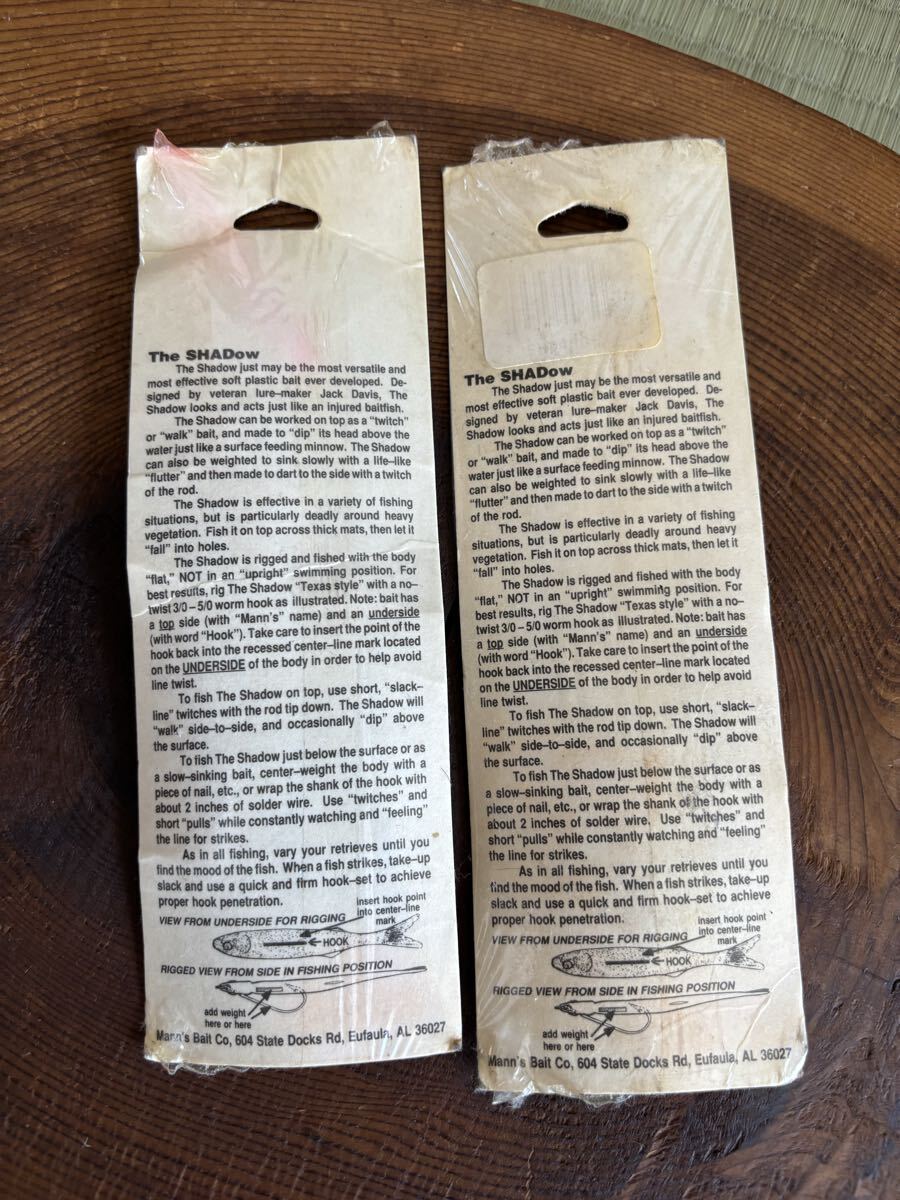 The SHADow
The Shadow just may be the most versatile and
most effective soft plastic bait ever developed. De-
signed by veteran lure–maker Jack Davis, The
Shadow looks and acts just like an injured baitfish.
The Shadow can be worked on top as a “twitch”
or “walk” bait, and made to “dip” its head above the
water just like a surface feeding minnow. The Shadow
can also be weighted to sink slowly with a life–like
“flutter” and then made to dart to the side with a twitch
of the rod.
The Shadow is effective in a variety of fishing
situations, but is particularly deadly around heavy
vegetation. Fish it on top across thick mats, then let it
“fall” into holes.
The Shadow is rigged and fished with the body
“flat,” NOT in an “upright” swimming position. For
best results, rig The Shadow “Texas style” with a no–
twist 3/0 – 5/0 worm hook as illustrated. Note: bait has
a top side (with “Mann’s” name) and an underside
(with word “Hook”). Take care to insert the point of the
hook back into the recessed center–line mark located
on the UNDERSIDE of the body in order to help avoid
line twist.
To fish The Shadow on top, use short, “slack–
line” twitches with the rod tip down. The Shadow will
“walk” side–to–side, and occasionally “dip” above
the surface.
To fish The Shadow just below the surface or as
a slow–sinking bait, center–weight the body with a
piece of nail, etc., or wrap the shank of the hook with
about 2 inches of solder wire. Use “twitches” and
short “pulls” while constantly watching and “feeling”
the line for strikes.
As in all fishing, vary your retrieves until you
find the mood of the fish. When a fish strikes, take–up
slack and use a quick and firm hook–set to achieve
proper hook penetration.
insert hook point
into center–line
mark
VIEW FROM UNDERSIDE FOR RIGGING
HOOK
RIGGED VIEW FROM SIDE IN FISHING POSITION
add weight
here or here
Mann’s Bait Co, 604 State Docks Rd, Eufaula, AL 36027
The SHADow
The Shadow just may be the most versatile and
most effective soft plastic bait ever developed. De-
signed by veteran lure–maker Jack Davis, The
Shadow looks and acts just like an injured baitfish.
The Shadow can be worked on top as a “twitch”
or “walk” bait, and made to “dip” its head above the
water just like a surface feeding minnow. The Shadow
can also be weighted to sink slowly with a life–like
“flutter” and then made to dart to the side with a twitch
of the rod.
The Shadow is effective in a variety of fishing
situations, but is particularly deadly around heavy
vegetation. Fish it on top across thick mats, then let it
“fall” into holes.
The Shadow is rigged and fished with the body
“flat,” NOT in an “upright” swimming position. For
best results, rig The Shadow “Texas style” with a no–
twist 3/0 – 5/0 worm hook as illustrated. Note: bait has
a top side (with “Mann’s” name) and an underside
(with word “Hook”). Take care to insert the point of the
hook back into the recessed center–line mark located
on the UNDERSIDE of the body in order to help avoid
line twist.
To fish The Shadow on top, use short, “slack–
line” twitches with the rod tip down. The Shadow will
“walk” side–to–side, and occasionally “dip” above
the surface.
To fish The Shadow just below the surface or as
a slow–sinking bait, center–weight the body with a
piece of nail, etc., or wrap the shank of the hook with
about 2 inches of solder wire. Use “twitches” and
short “pulls” while constantly watching and “feeling”
the line for strikes.
As in all fishing, vary your retrieves until you
find the mood of the fish. When a fish strikes, take–up
slack and use a quick and firm hook–set to achieve
proper hook penetration.
insert hook point
into center–line
mark
VIEW FROM UNDERSIDE FOR RIGGING
HOOK
RIGGED VIEW FROM SIDE IN FISHING POSITION
add weight
here or here
Mann’s Bait Co, 604 State Docks Rd, Eufaula, AL 36027